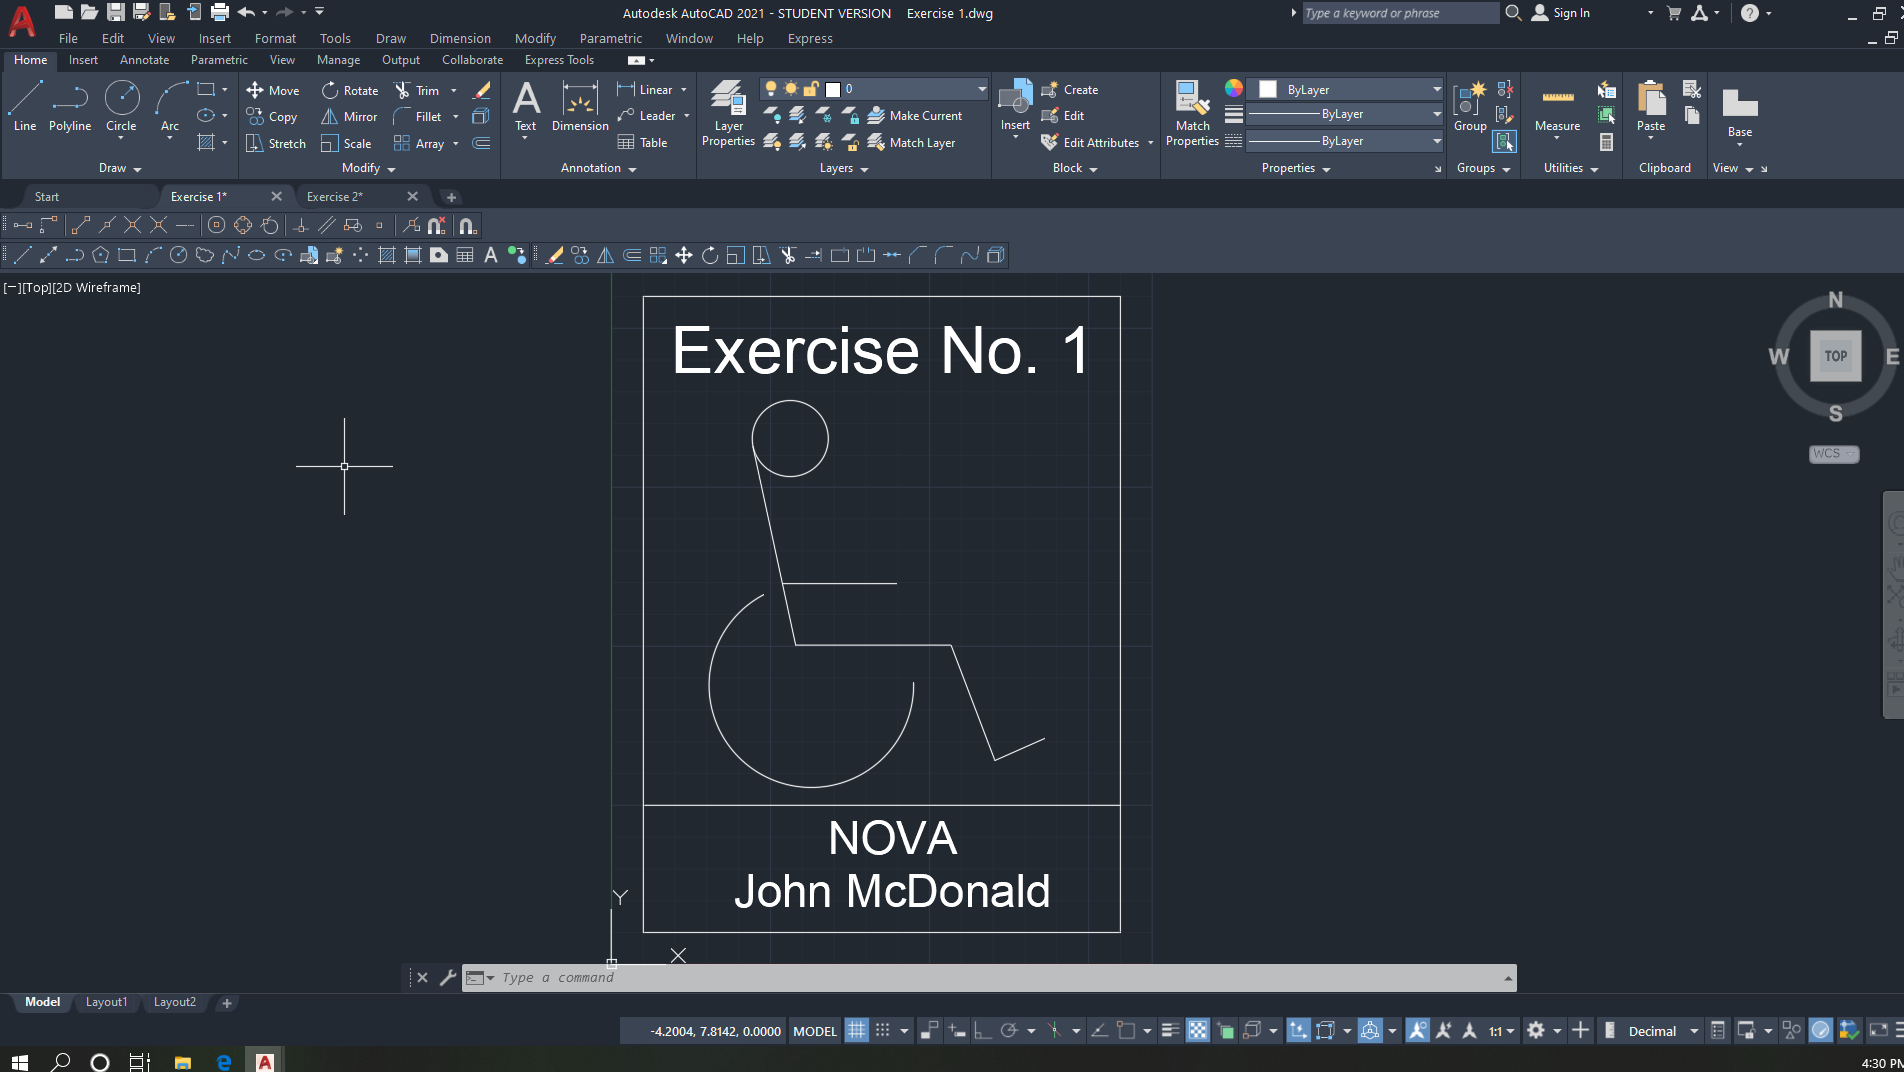 Autodesk AutoCAD 2021 - STUDENT VERSION Exercise 1.dwg
Type a keyword or phrase
Sign In
File Edit View Insert Format Tools Draw Dimension Modify Parametric Window Help Express
Home Insert Annotate Parametric View Manage Output Collaborate Express Tools
Line Polyline Circle Arc
Draw
Move Rotate Trim
Copy Mirror Fillet
Stretch Scale Array
Modify
Text Dimension
Linear
Leader
Table
Annotation
Layer Properties
0
Make Current
Match Layer
Layers
Insert
Create
Edit
Edit Attributes
Block
Match Properties
ByLayer
ByLayer
ByLayer
Properties
Group
Groups
Measure
Utilities
Paste
Clipboard
Base
View
Start Exercise 1* Exercise 2*
[−][Top][2D Wireframe]
N
W TOP E
S
WCS
Exercise No. 1
NOVA
John McDonald
Y
X
Type a command
Model Layout1 Layout2
-4.2004, 7.8142, 0.0000 MODEL 1:1 Decimal
4:30 PM